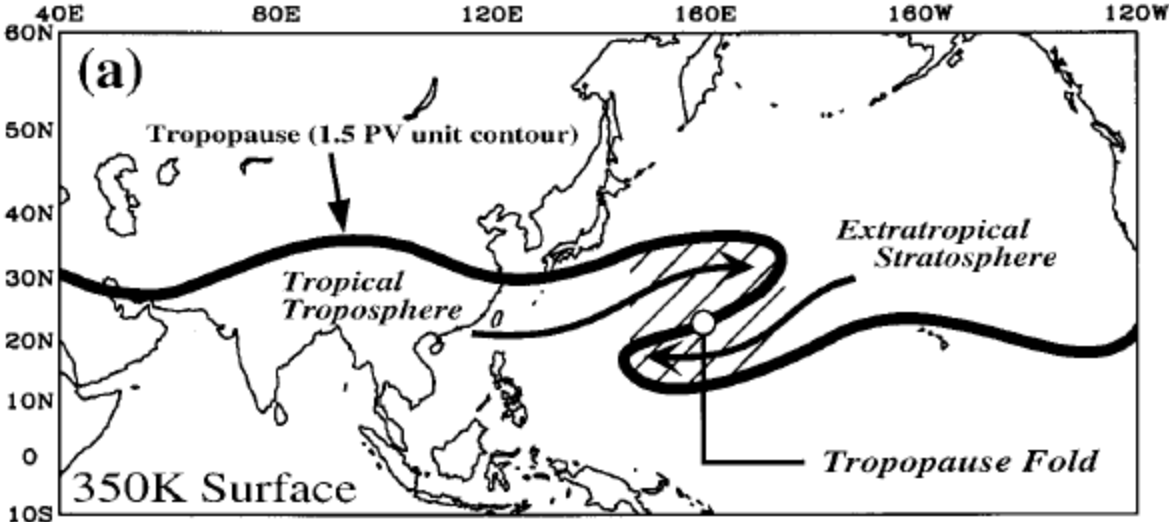 40E 80E 120E 160E 160W 120W
60N
(a)
50N
Tropopause (1.5 PV unit contour)
40N
Extratropical
Stratosphere
30N
Tropical
Troposphere
20N
10N
0
Tropopause Fold
350K Surface
10S